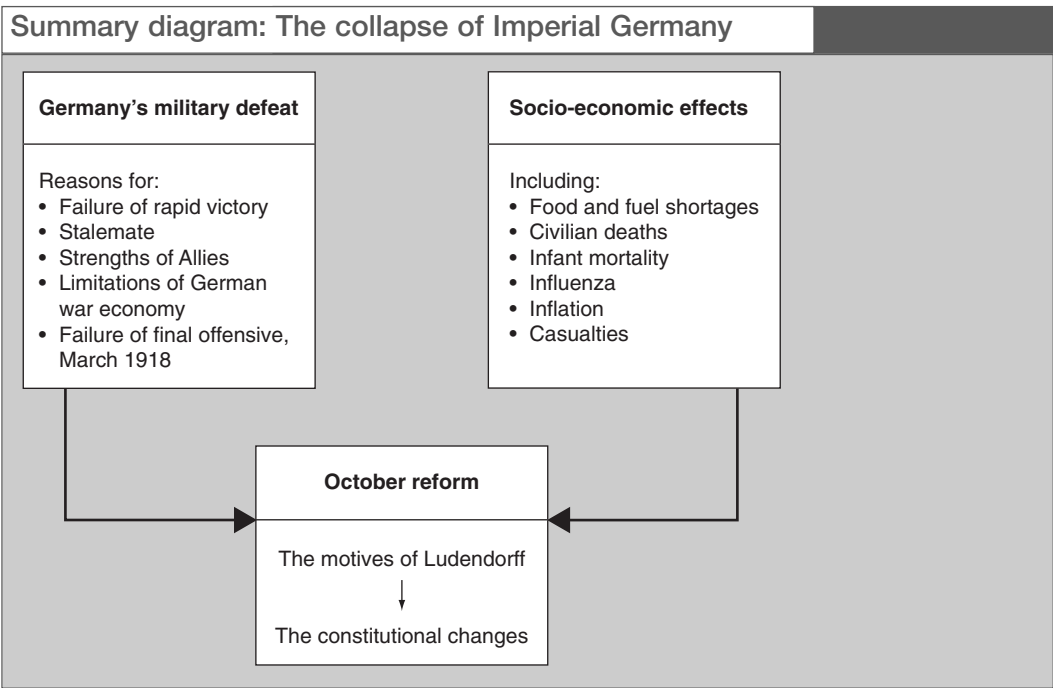 Summary diagram: The collapse of Imperial Germany
Germany’s military defeat
Reasons for:
• Failure of rapid victory
• Stalemate
• Strengths of Allies
• Limitations of German
war economy
• Failure of final offensive,
March 1918
Socio-economic effects
Including:
• Food and fuel shortages
• Civilian deaths
• Infant mortality
• Influenza
• Inflation
• Casualties
October reform
The motives of Ludendorff
The constitutional changes